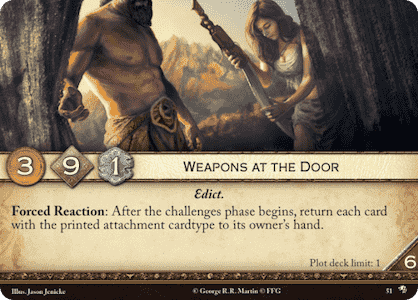 3 9 1 WEAPONS AT THE DOOR
Edict.
Forced Reaction: After the challenges phase begins, return each card
with the printed attachment cardtype to its owner's hand.
Plot deck limit: 1
6
Illus. Jason Jenicke © George R.R. Martin © FFG 51